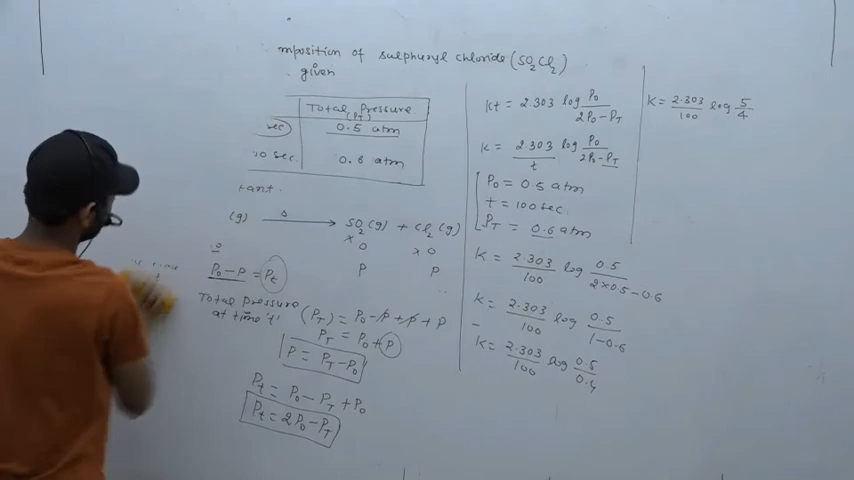 mposition of sulphuryl chloride (SO2Cl2)
given
Total Pressure
(PT)
sec 0.5 atm
00 sec. 0.6 atm
tant.
(g) Δ → SO2(g) + Cl2(g)
x 0 x 0
P0 - P = Pt P P
Total Pressure
at time 't' (PT) = P0 - P + P + P
PT = P0 + P
P = PT - P0
Pt = P0 - PT + P0
Pt = 2P0 - PT
Kt = 2.303 log P0 / 2P0 - PT
K = 2.303 / t log P0 / 2P0 - PT
P0 = 0.5 atm
t = 100 sec.
PT = 0.6 atm
K = 2.303 / 100 log 0.5 / 2×0.5 - 0.6
K = 2.303 / 100 log 0.5 / 1 - 0.6
K = 2.303 / 100 log 0.5 / 0.4
K = 2.303 / 100 log 5 / 4